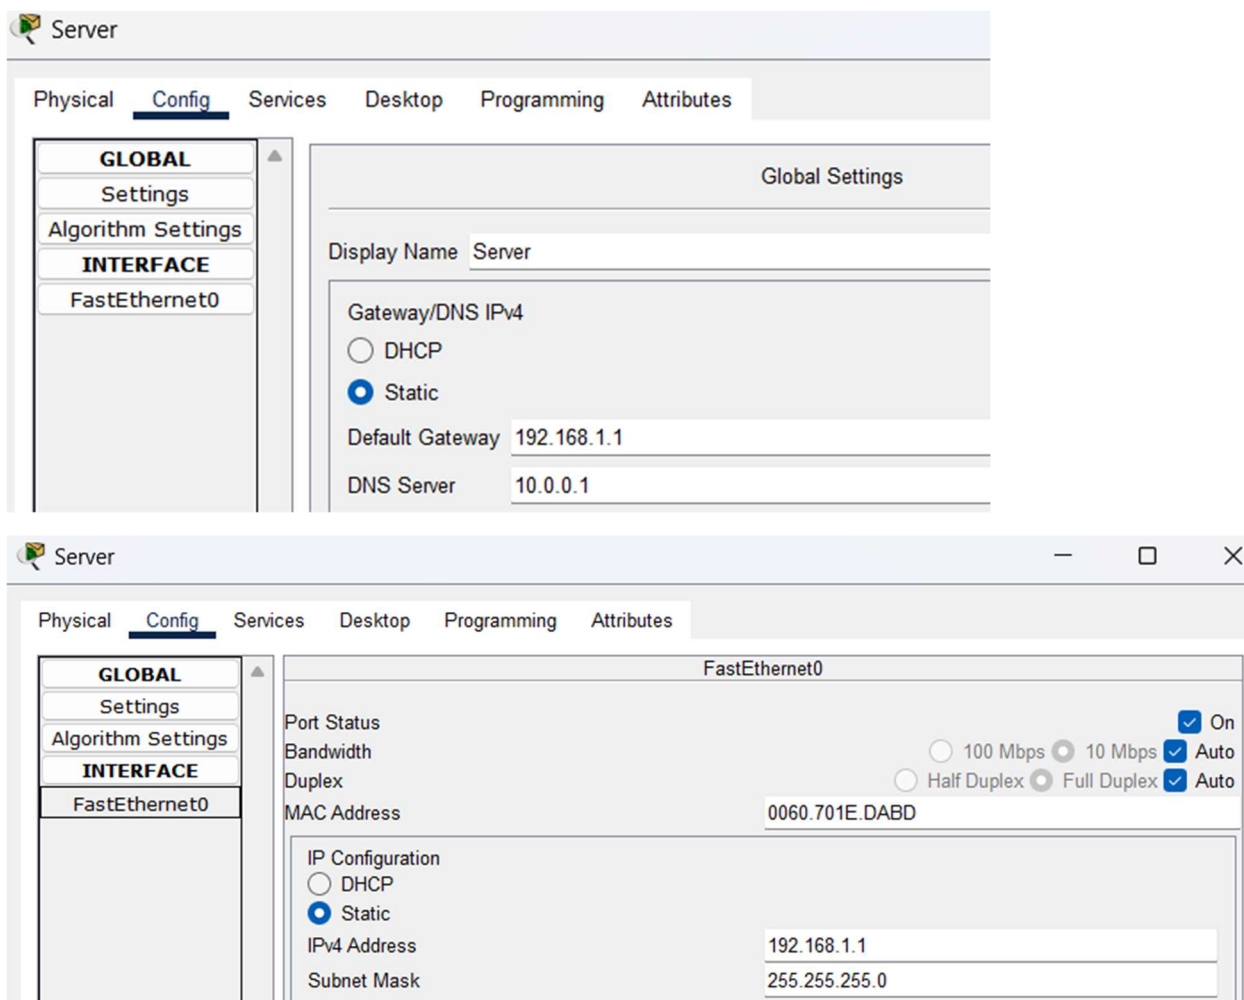 Server
Physical Config Services Desktop Programming Attributes
GLOBAL
Settings
Algorithm Settings
INTERFACE
FastEthernet0
Global Settings
Display Name Server
Gateway/DNS IPv4
DHCP
Static
Default Gateway 192.168.1.1
DNS Server 10.0.0.1
Server
Physical Config Services Desktop Programming Attributes
GLOBAL
Settings
Algorithm Settings
INTERFACE
FastEthernet0
FastEthernet0
Port Status On
Bandwidth 100 Mbps 10 Mbps Auto
Duplex Half Duplex Full Duplex Auto
MAC Address 0060.701E.DABD
IP Configuration
DHCP
Static
IPv4 Address 192.168.1.1
Subnet Mask 255.255.255.0